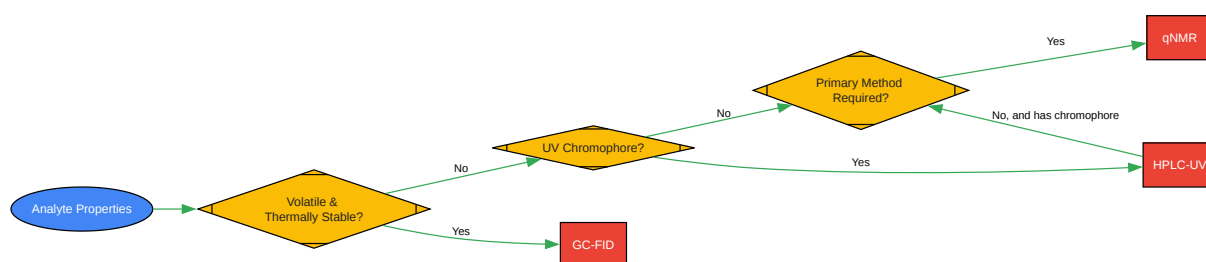 Analyte Properties
Volatile &
Thermally Stable?
Yes
GC-FID
No
UV Chromophore?
Yes
HPLC-UV
No
Primary Method
Required?
Yes
qNMR
No, and has chromophore